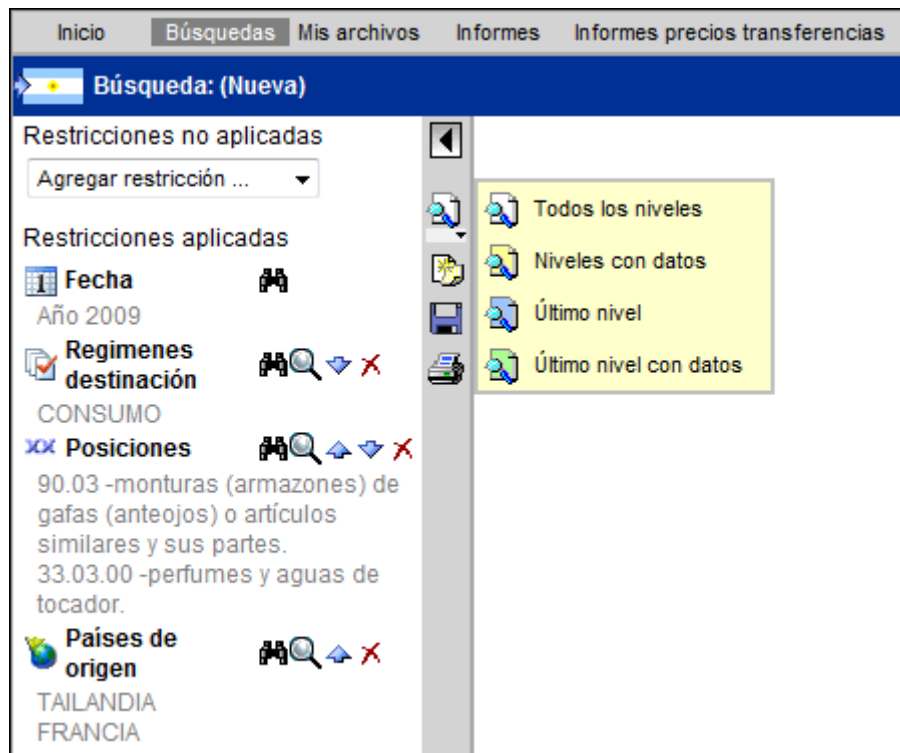 Inicio Búsquedas Mis archivos Informes Informes precios transferencias
Búsqueda: (Nueva)
Restricciones no aplicadas
Agregar restricción ...
Restricciones aplicadas
1 Fecha
Año 2009
Regimenes
destinación
CONSUMO
XX Posiciones
90.03 -monturas (armazones) de
gafas (anteojos) o artículos
similares y sus partes.
33.03.00 -perfumes y aguas de
tocador.
Países de
origen
TAILANDIA
FRANCIA
Todos los niveles
Niveles con datos
Último nivel
Último nivel con datos